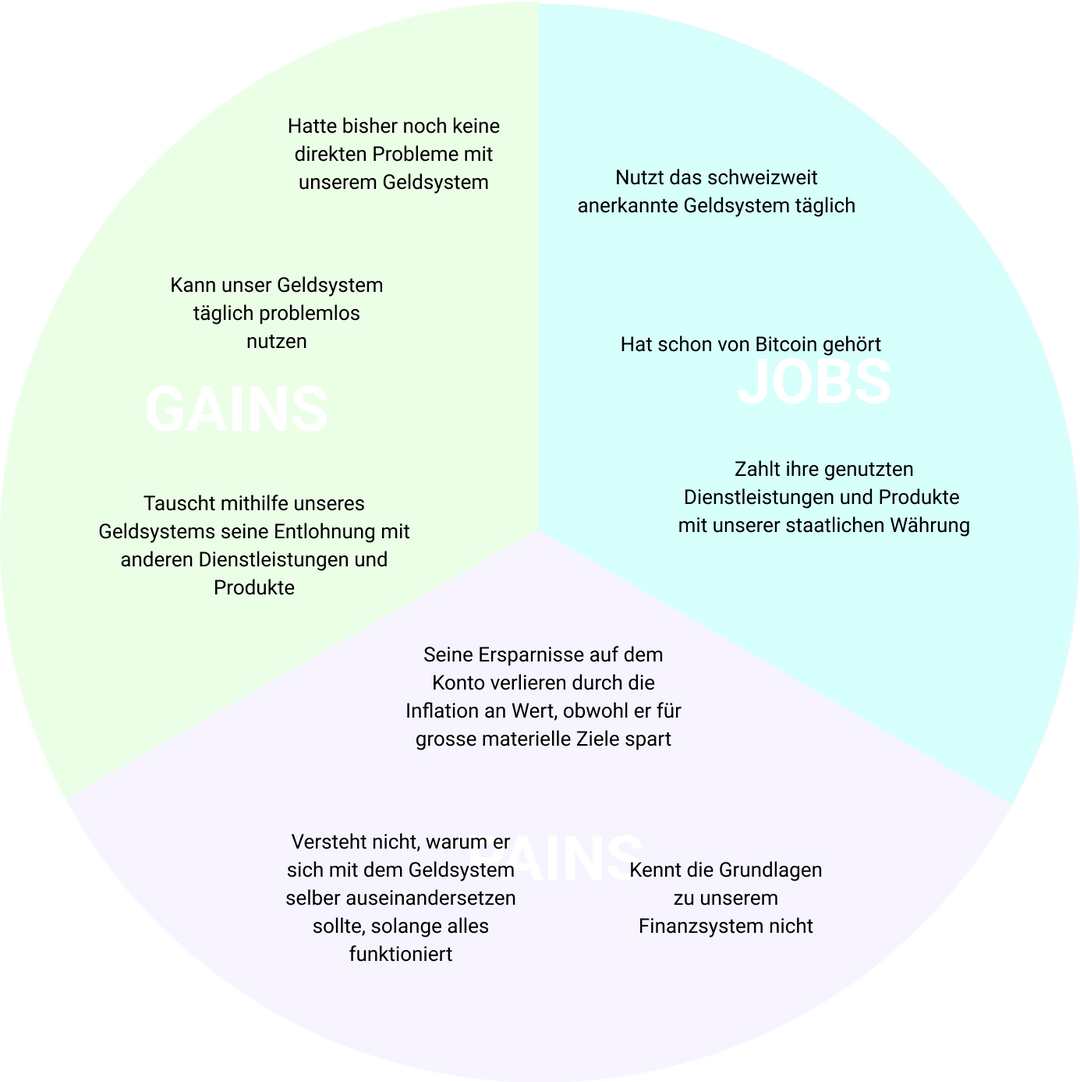 Hatte bisher noch keine
direkten Probleme mit
unserem Geldsystem
Kann unser Geldsystem
täglich problemlos
nutzen
GAINS
Tauscht mithilfe unseres
Geldsystems seine Entlohnung mit
anderen Dienstleistungen und
Produkte
Nutzt das schweizweit
anerkannte Geldsystem täglich
Hat schon von Bitcoin gehört
JOBS
Zahlt ihre genutzten
Dienstleistungen und Produkte
mit unserer staatlichen Währung
Seine Ersparnisse auf dem
Konto verlieren durch die
Inflation an Wert, obwohl er für
grosse materielle Ziele spart
PAINS
Versteht nicht, warum er
sich mit dem Geldsystem
selber auseinandersetzen
sollte, solange alles
funktioniert
Kennt die Grundlagen
zu unserem
Finanzsystem nicht